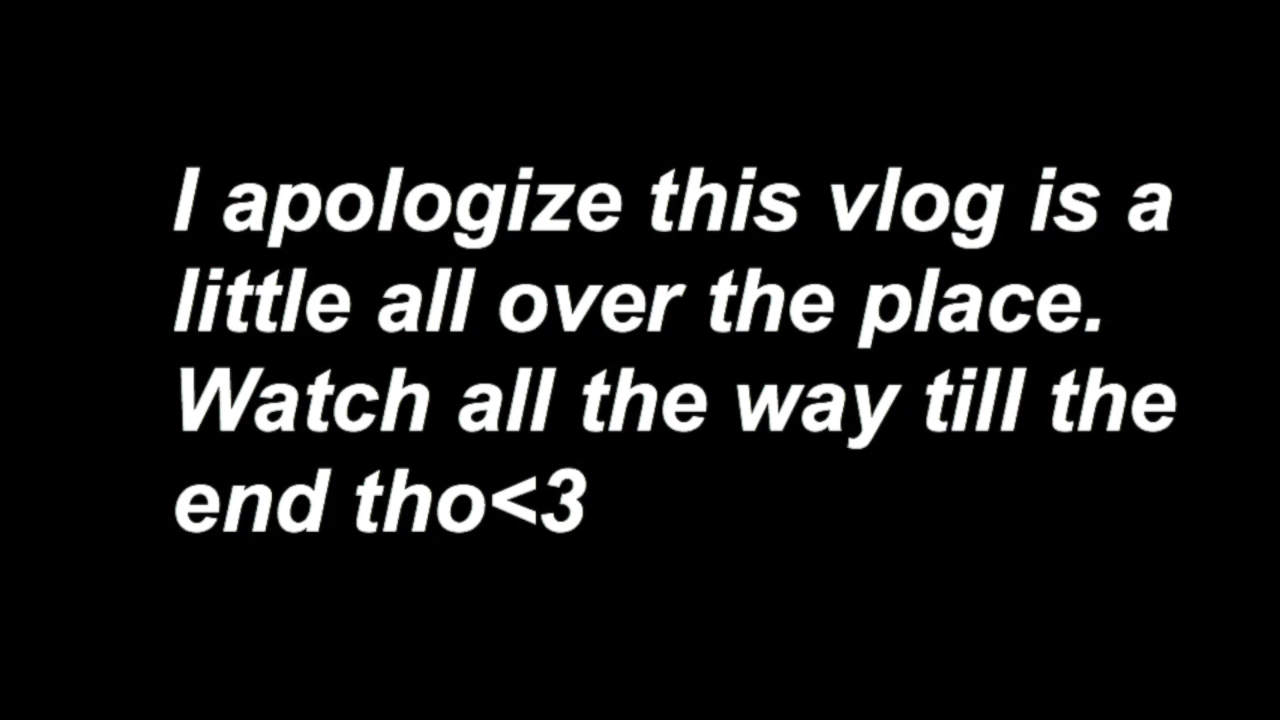 I apologize this vlog is a
little all over the place.
Watch all the way till the
end tho<3